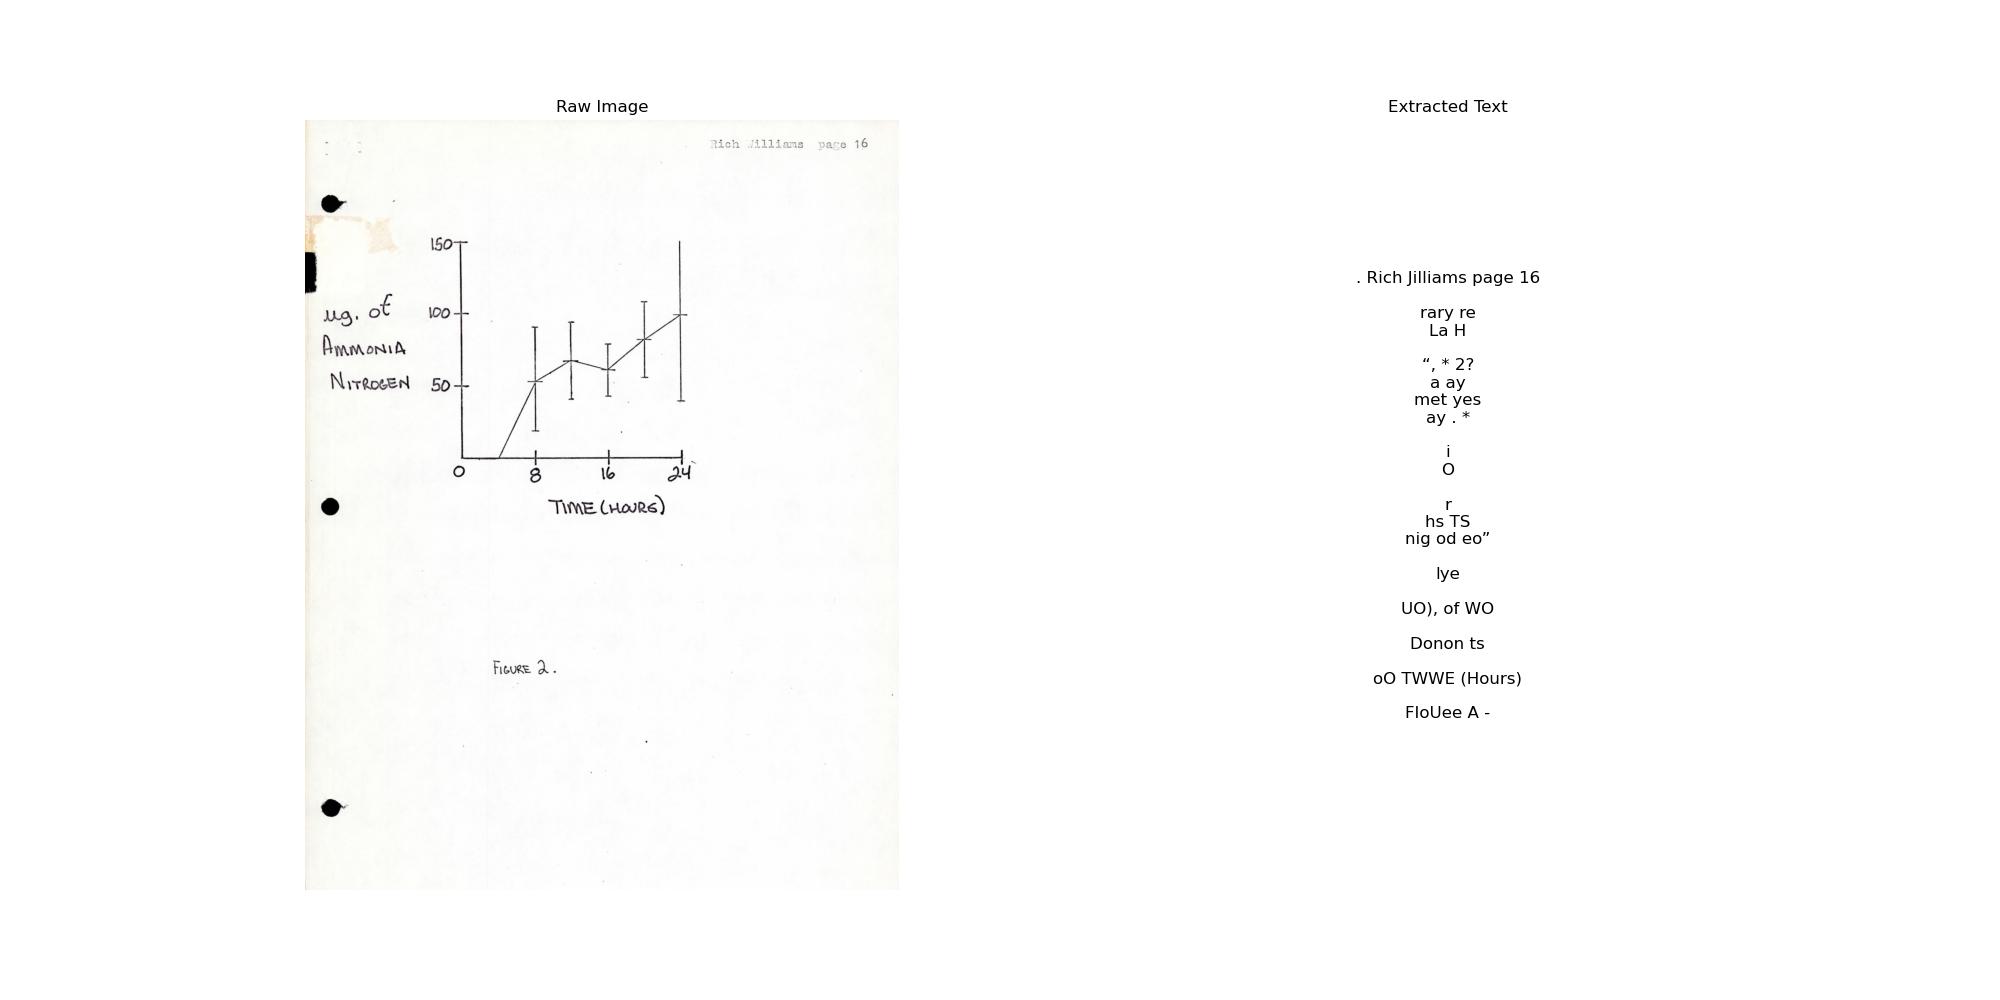 Raw Image
Rich Williams page 16
150
100
50
ug. of
AMMONIA
NITROGEN
0 8 16 24
TIME (HOURS)
FIGURE 2.
Extracted Text
. Rich Jilliams page 16
rary re
La H
“, * 2?
a ay
met yes
ay . *
i
O
r
hs TS
nig od eo”
lye
UO), of WO
Donon ts
oO TWWE (Hours)
FloUee A -